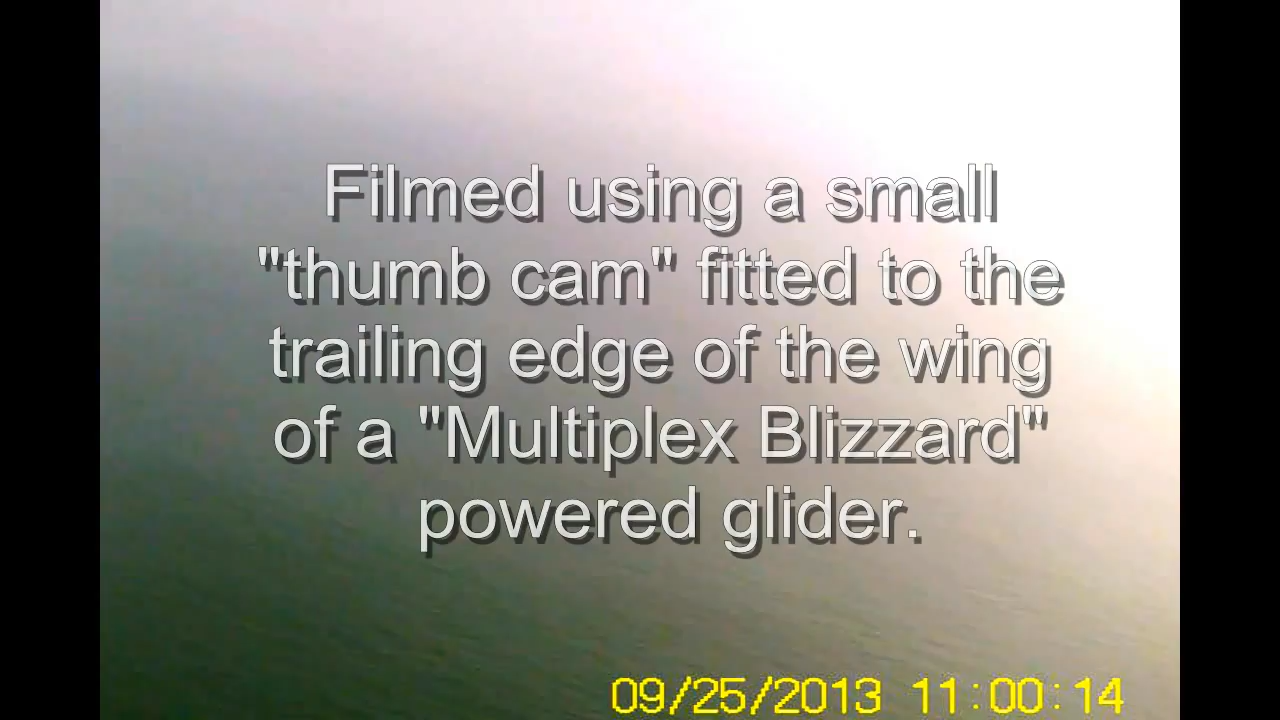 Filmed using a small
"thumb cam" fitted to the
trailing edge of the wing
of a "Multiplex Blizzard"
powered glider.
09/25/2013 11:00:14